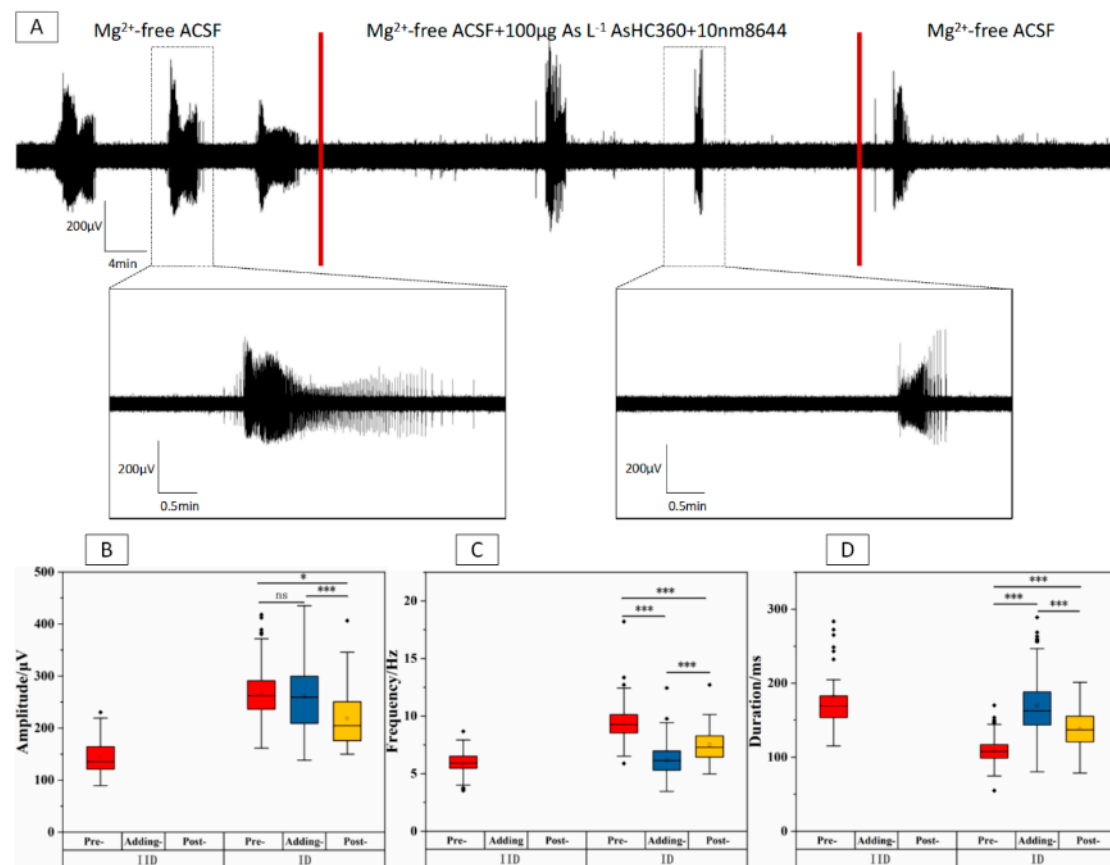 A
Mg²⁺-free ACSF
Mg²⁺-free ACSF+100μg As L⁻¹ AsHC360+10nm8644
Mg²⁺-free ACSF
200μV
4min
200μV
0.5min
200μV
0.5min
B
C
D
Amplitude/μV
500
400
300
200
100
0
*
ns
***
Pre-
Adding-
Post-
Pre-
Adding-
Post-
IID
ID
Frequency/Hz
20
15
10
5
0
***
***
***
Pre-
Adding
Post-
Pre-
Adding-
Post-
IID
ID
Duration/ms
300
200
100
0
***
***
***
Pre-
Adding-
Post-
Pre-
Adding-
Post-
IID
ID